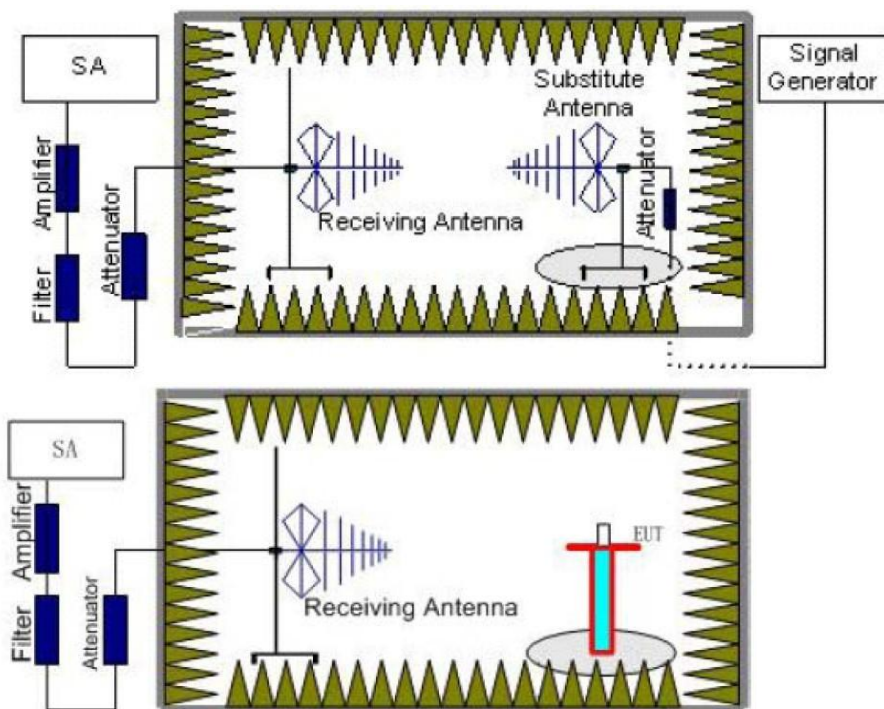 SA
Signal
Generator
Substitute
Antenna
Amplifier
Attenuator
Receiving Antenna
Attenuator
Filter
SA
Amplifier
EUT
Receiving Antenna
Filter
Attenuator